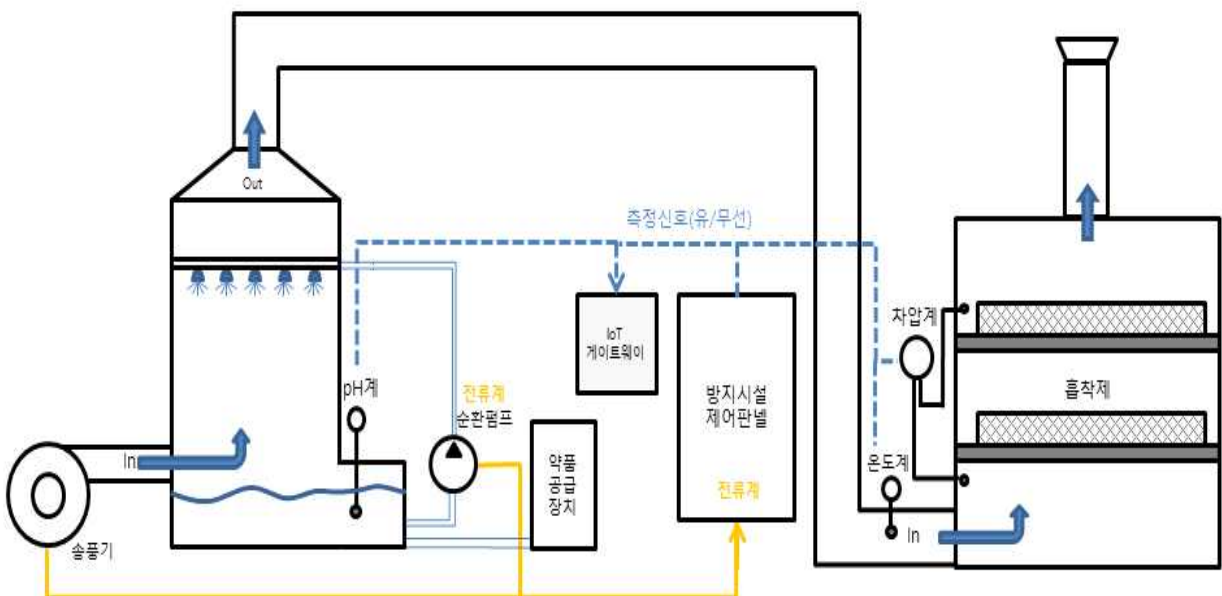 Out
측정신호(유/무선)
IoT
게이트웨이
차압계
pH계
전류계
순환펌프
방지시설
제어판넬
흡착제
In
약품
공급
장치
전류계
온도계
In
송풍기